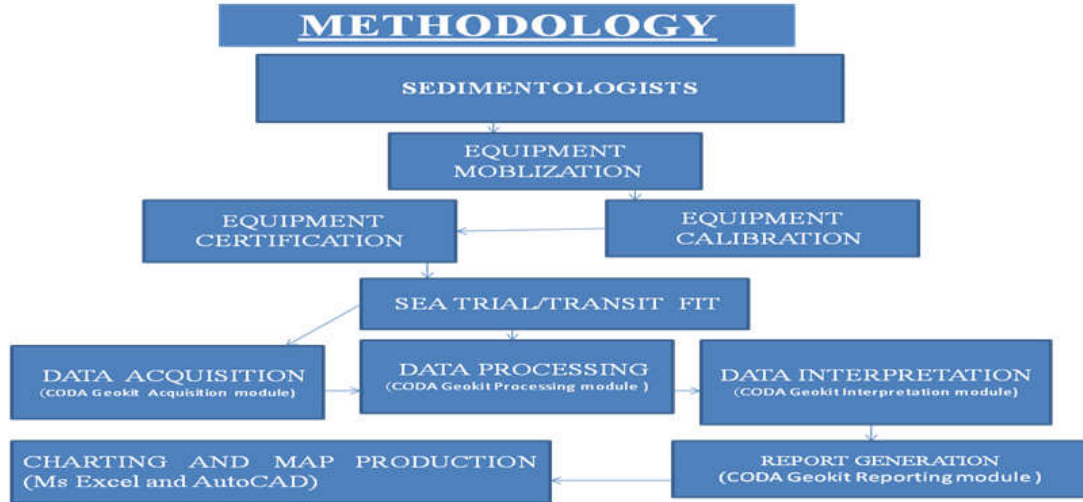 METHODOLOGY
SEDIMENTOLOGISTS
EQUIPMENT
MOBLIZATION
EQUIPMENT
CERTIFICATION
EQUIPMENT
CALIBRATION
SEA TRIAL/TRANSIT FIT
DATA ACQUISITION
(CODA Geokit Acquisition module)
DATA PROCESSING
(CODA Geokit Processing module )
DATA INTERPRETATION
(CODA Geokit Interpretation module)
CHARTING AND MAP PRODUCTION
(Ms Excel and AutoCAD)
REPORT GENERATION
(CODA Geokit Reporting module )